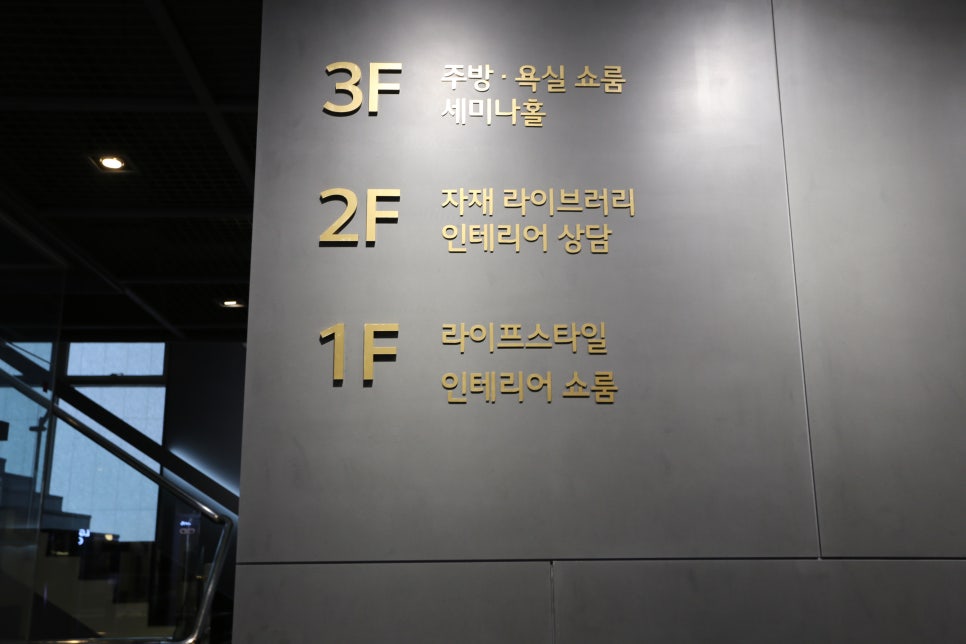 3F 주방 · 욕실 쇼룸
세미나홀
2F 자재 라이브러리
인테리어 상담
1F 라이프스타일
인테리어 쇼룸